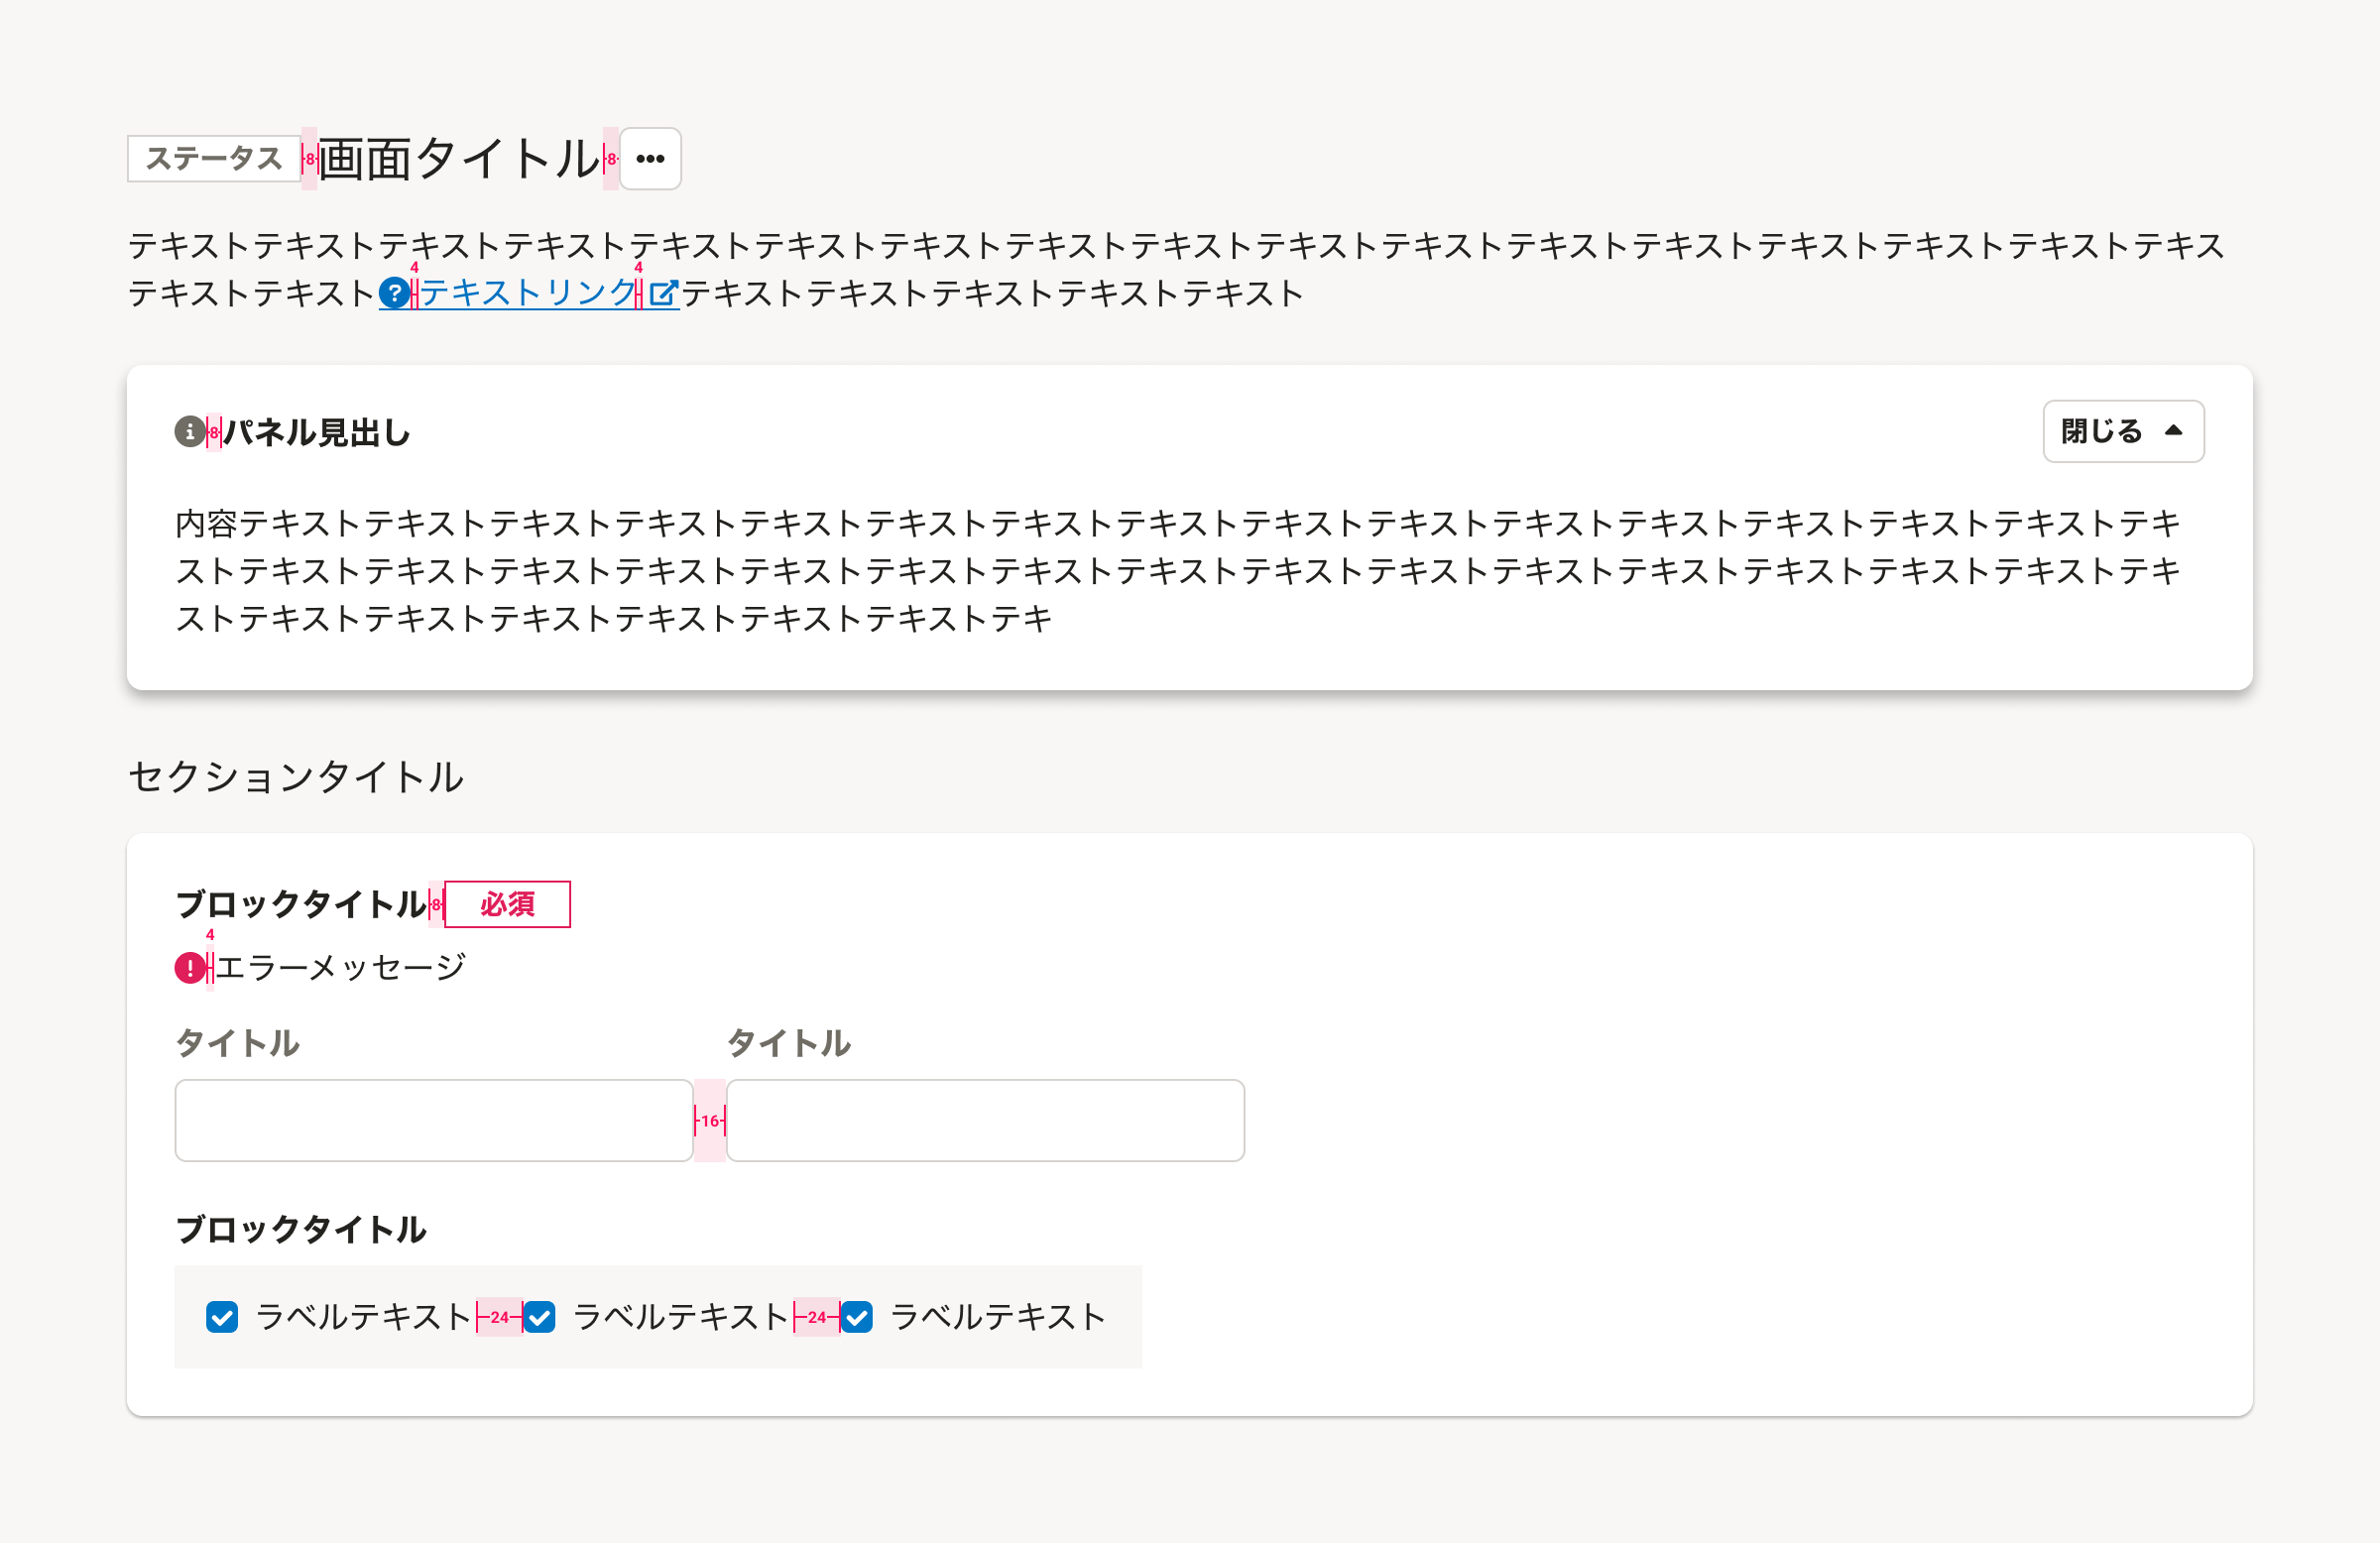 ステータス 8 画面タイトル 8
テキストテキストテキストテキストテキストテキストテキストテキストテキストテキストテキストテキストテキストテキストテキストテキストテキス
テキストテキスト 4 テキストリンク 4 テキストテキストテキストテキストテキスト
8 パネル見出し 閉じる
内容テキストテキストテキストテキストテキストテキストテキストテキストテキストテキストテキストテキストテキストテキストテキストテキ
ストテキストテキストテキストテキストテキストテキストテキストテキストテキストテキストテキストテキストテキストテキストテキストテキ
ストテキストテキストテキストテキストテキストテキストテキ
セクションタイトル
ブロックタイトル 8 必須
4 エラーメッセージ
タイトル タイトル
16
ブロックタイトル
ラベルテキスト 24 ラベルテキスト 24 ラベルテキスト